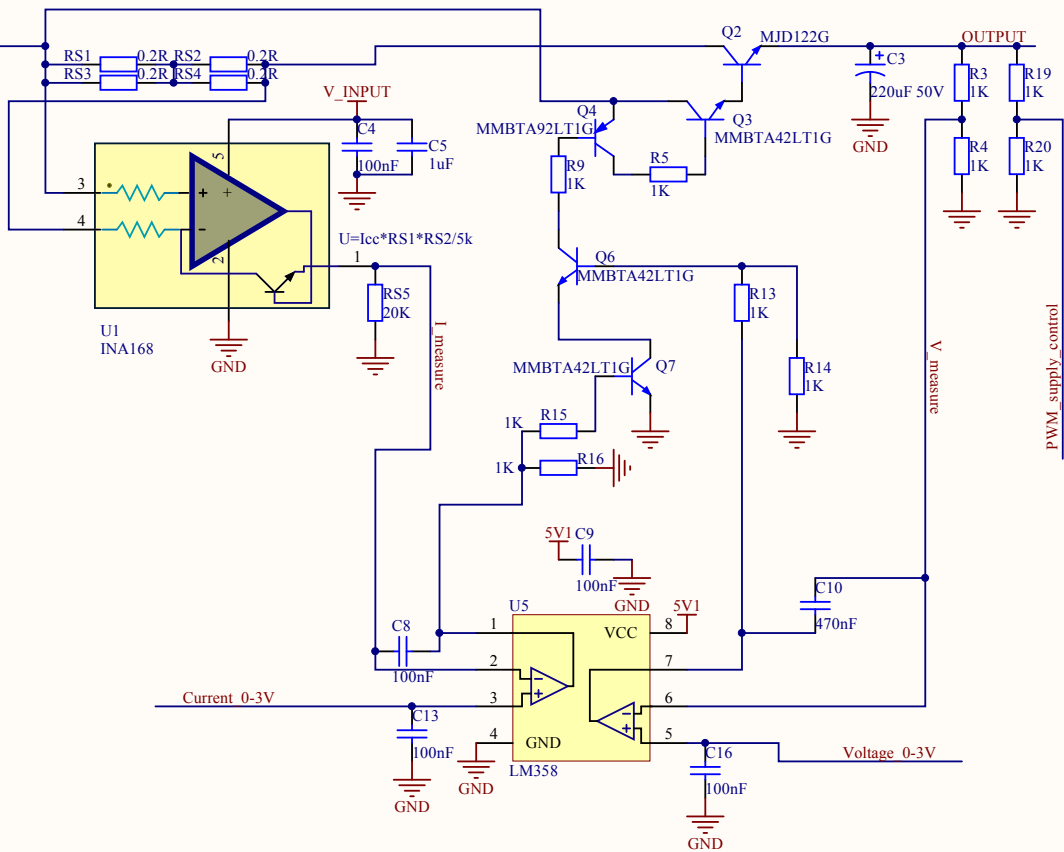 Q2
MJD122G
OUTPUT
RS1
0.2R
RS2
0.2R
RS3
0.2R
RS4
0.2R
C3
220uF 50V
GND
R3
1K
R19
1K
V_INPUT
C4
100nF
C5
1uF
Q4
MMBTA92LT1G
Q3
MMBTA42LT1G
R9
1K
R5
1K
R4
1K
R20
1K
5
3
4
2
1
U=Icc*RS1*RS2/5k
U1
INA168
GND
RS5
20K
I_measure
Q6
MMBTA42LT1G
R13
1K
R14
1K
MMBTA42LT1G
Q7
V_measure
PWM_supply_control
R15
1K
R16
1K
5V1
C9
100nF
GND
U5
5V1
C10
470nF
C8
100nF
1
2
3
4
VCC
GND
8
7
6
5
LM358
Current 0-3V
C13
100nF
GND
GND
Voltage 0-3V
C16
100nF
GND